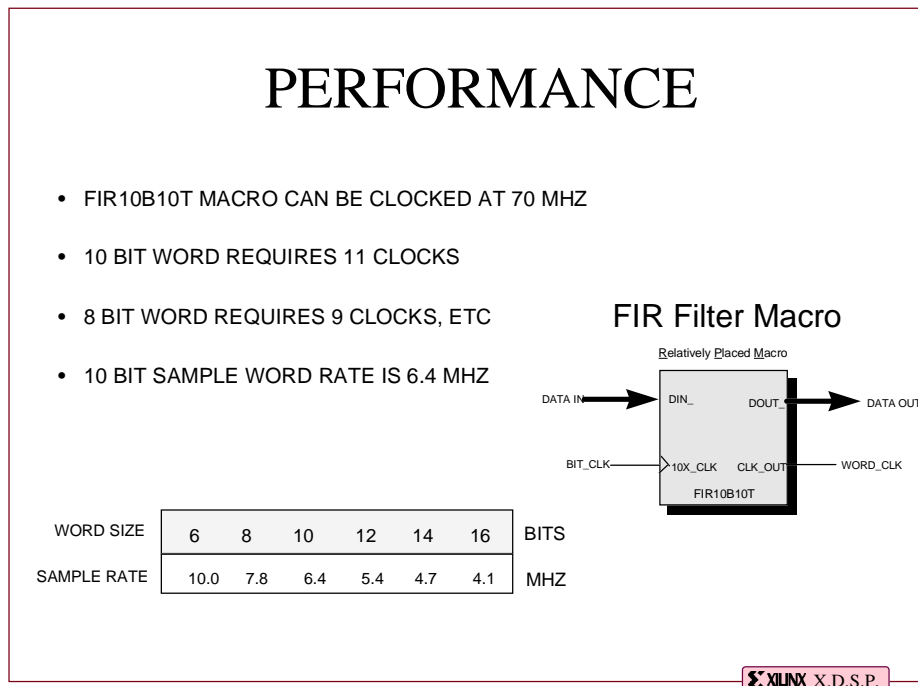 PERFORMANCE
• FIR10B10T MACRO CAN BE CLOCKED AT 70 MHZ
• 10 BIT WORD REQUIRES 11 CLOCKS
• 8 BIT WORD REQUIRES 9 CLOCKS, ETC
• 10 BIT SAMPLE WORD RATE IS 6.4 MHZ
FIR Filter Macro
Relatively Placed Macro
DATA IN DIN_ DOUT_ DATA OUT
BIT_CLK 10X_CLK CLK_OUT WORD_CLK
FIR10B10T
WORD SIZE 6 8 10 12 14 16 BITS
SAMPLE RATE 10.0 7.8 6.4 5.4 4.7 4.1 MHZ
XILINX X.D.S.P.